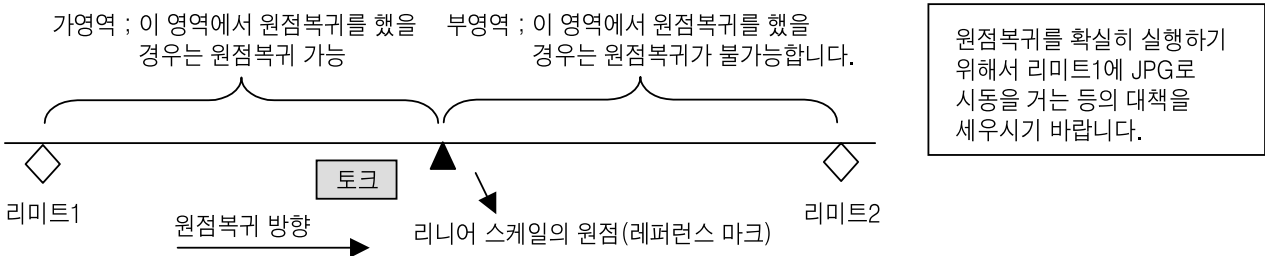 가영역 ; 이 영역에서 원점복귀를 했을
경우는 원점복귀 가능
부영역 ; 이 영역에서 원점복귀를 했을
경우는 원점복귀가 불가능합니다.
원점복귀를 확실히 실행하기
위해서 리미트1에 JPG로
시동을 거는 등의 대책을
세우시기 바랍니다.
토크
리미트1
리미트2
원점복귀 방향
리니어 스케일의 원점(레퍼런스 마크)